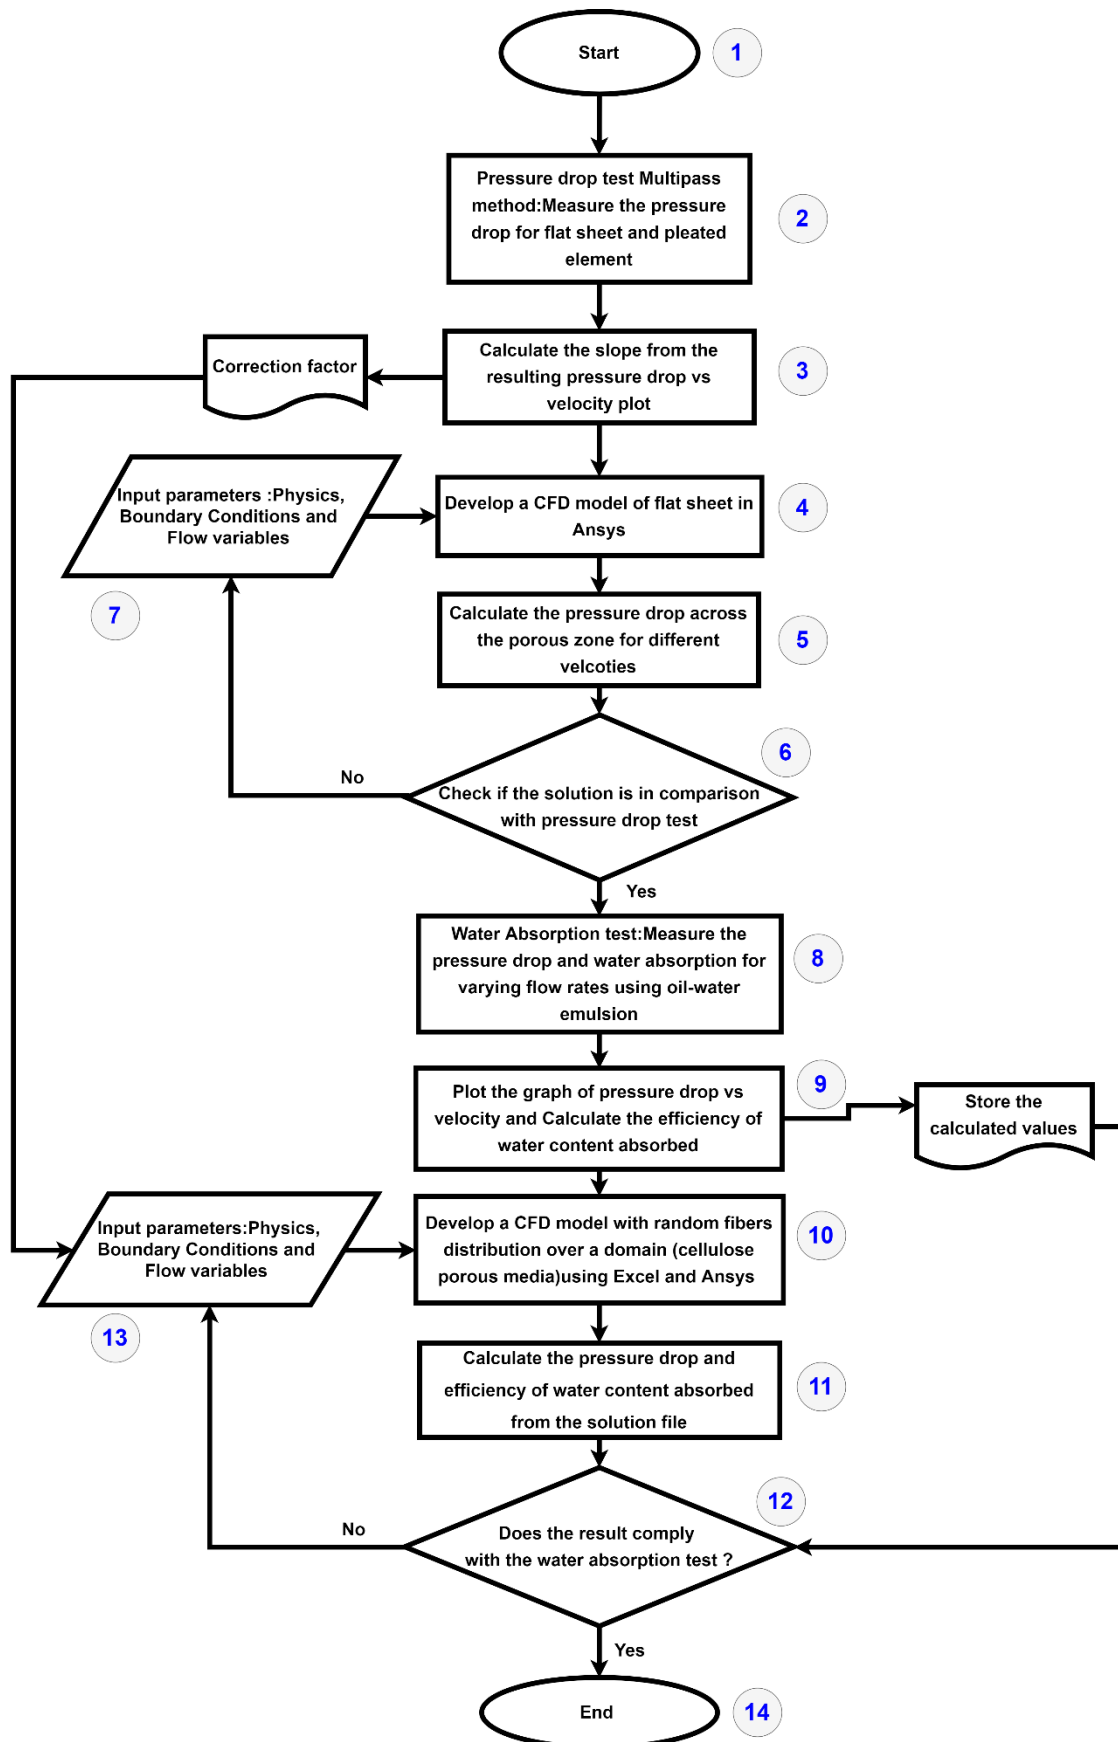 Start
1
Pressure drop test Multipass
method:Measure the pressure
drop for flat sheet and pleated
element
2
Correction factor
Calculate the slope from the
resulting pressure drop vs
velocity plot
3
Input parameters :Physics,
Boundary Conditions and
Flow variables
7
Develop a CFD model of flat sheet in
Ansys
4
Calculate the pressure drop across
the porous zone for different
velcoties
5
6
Check if the solution is in comparison
with pressure drop test
No
Yes
Water Absorption test:Measure the
pressure drop and water absorption for
varying flow rates using oil-water
emulsion
8
Plot the graph of pressure drop vs
velocity and Calculate the efficiency of
water content absorbed
9
Store the
calculated values
Input parameters:Physics,
Boundary Conditions and
Flow variables
13
Develop a CFD model with random fibers
distribution over a domain (cellulose
porous media)using Excel and Ansys
10
Calculate the pressure drop and
efficiency of water content absorbed
from the solution file
11
12
Does the result comply
with the water absorption test ?
No
Yes
End
14